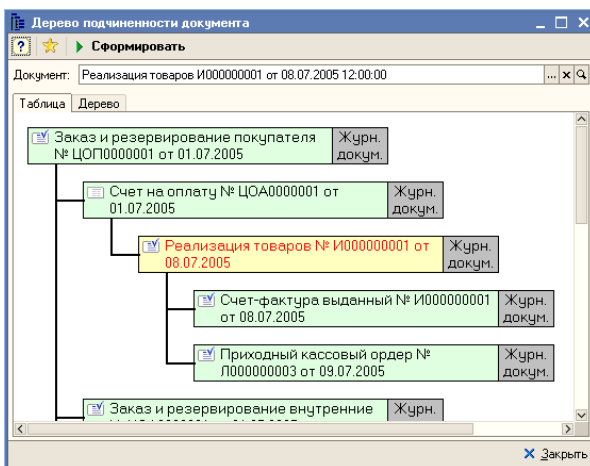 Дерево подчиненности документа
? Сформировать
Документ: Реализация товаров И000000001 от 08.07.2005 12:00:00 ...
Таблица Дерево
Заказ и резервирование покупателя Журн.
№ ЦОП0000001 от 01.07.2005 докум.
Счет на оплату № ЦОА0000001 от Журн.
01.07.2005 докум.
Реализация товаров № И000000001 от Журн.
08.07.2005 докум.
Счет-фактура выданный № И000000001 Журн.
от 08.07.2005 докум.
Приходный кассовый ордер № Журн.
Л000000003 от 09.07.2005 докум.
Заказ и резервирование внутренние Журн.
Закрыть